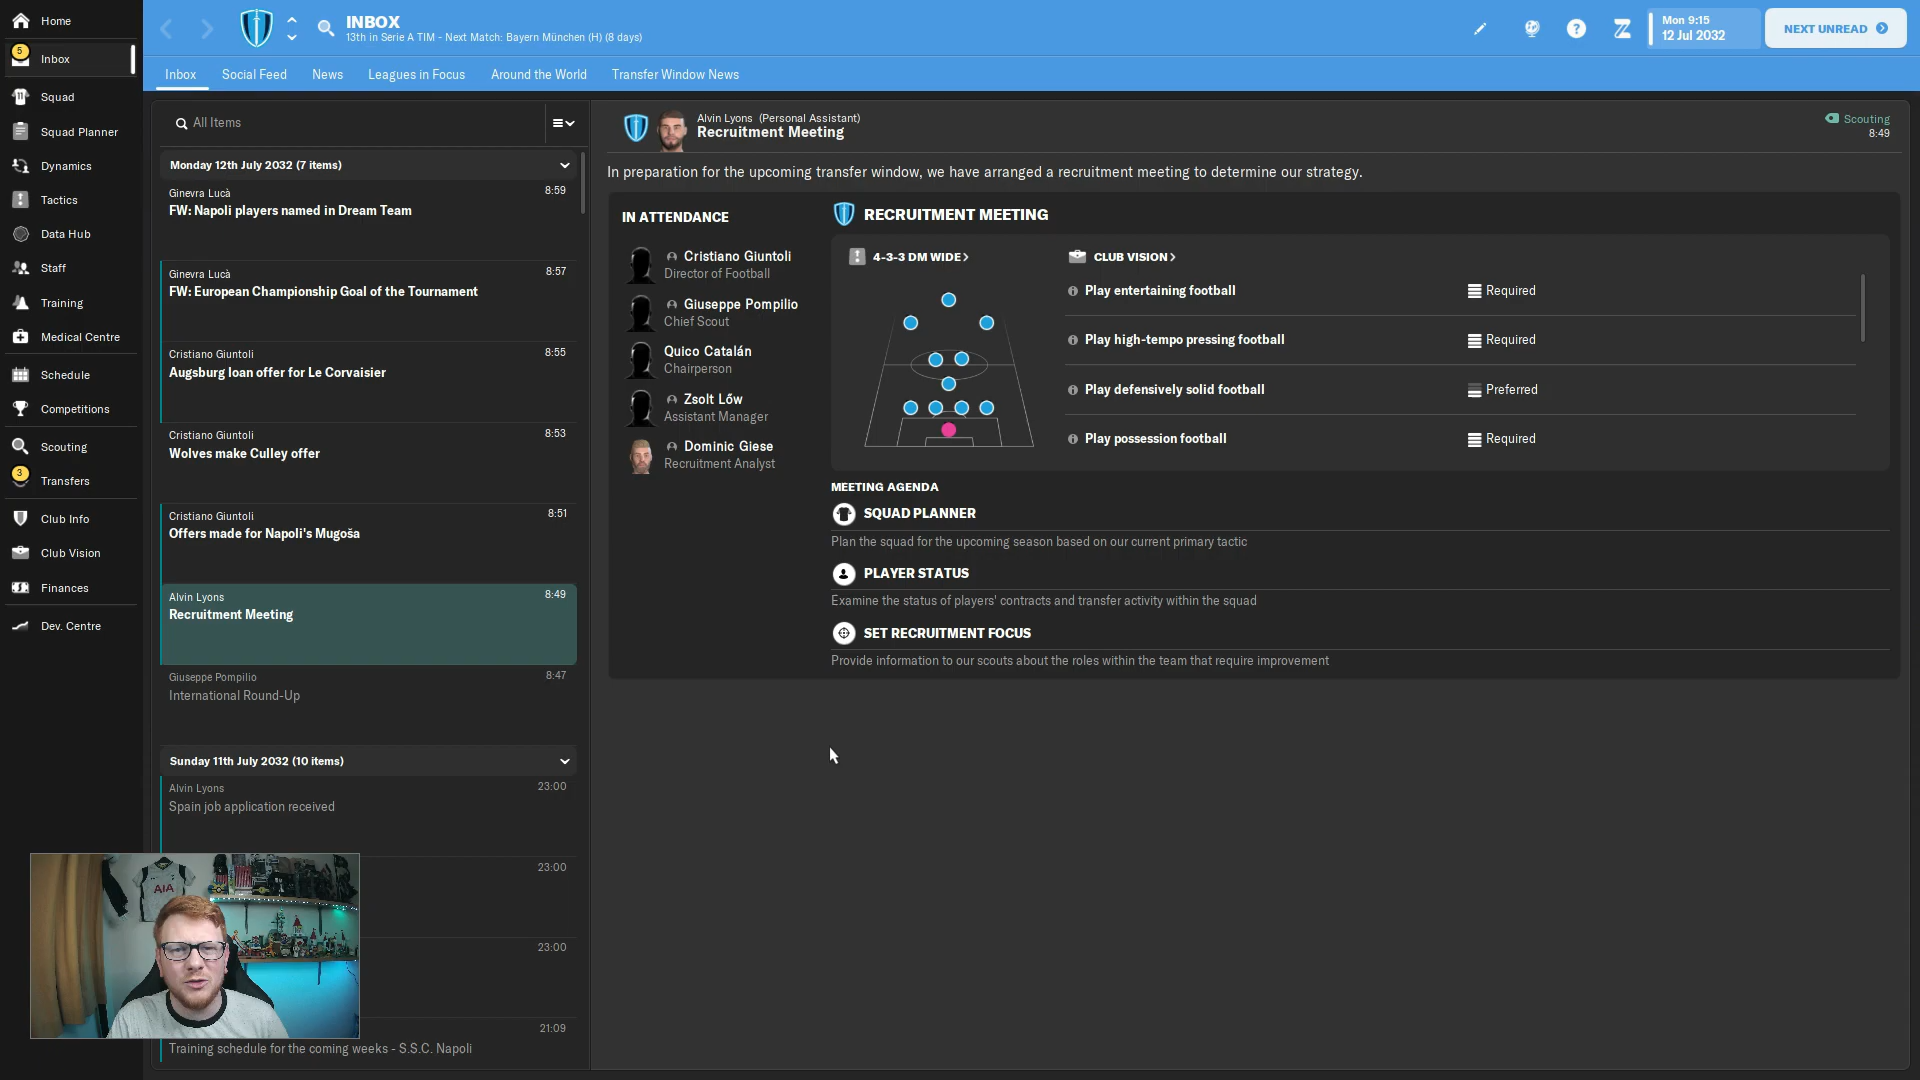 Home
5
Inbox
Squad
Squad Planner
Dynamics
Tactics
Data Hub
Staff
Training
Medical Centre
Schedule
Competitions
Scouting
3
Transfers
Club Info
Club Vision
Finances
Dev. Centre
INBOX
13th in Serie A TIM - Next Match: Bayern München (H) (8 days)
Mon 9:15
12 Jul 2032
NEXT UNREAD
Inbox Social Feed News Leagues in Focus Around the World Transfer Window News
All Items
Monday 12th July 2032 (7 items)
Ginevra Lucà 8:59
FW: Napoli players named in Dream Team
Ginevra Lucà 8:57
FW: European Championship Goal of the Tournament
Cristiano Giuntoli 8:55
Augsburg loan offer for Le Corvaisier
Cristiano Giuntoli 8:53
Wolves make Culley offer
Cristiano Giuntoli 8:51
Offers made for Napoli's Mugoša
Alvin Lyons 8:49
Recruitment Meeting
Giuseppe Pompilio 8:47
International Round-Up
Sunday 11th July 2032 (10 items)
Alvin Lyons 23:00
Spain job application received
23:00
23:00
21:09
Training schedule for the coming weeks - S.S.C. Napoli
AIA
Alvin Lyons (Personal Assistant)
Recruitment Meeting
Scouting
8:49
In preparation for the upcoming transfer window, we have arranged a recruitment meeting to determine our strategy.
IN ATTENDANCE
Cristiano Giuntoli
Director of Football
Giuseppe Pompilio
Chief Scout
Quico Catalán
Chairperson
Zsolt Lőw
Assistant Manager
Dominic Giese
Recruitment Analyst
RECRUITMENT MEETING
4-3-3 DM WIDE>
CLUB VISION>
Play entertaining football Required
Play high-tempo pressing football Required
Play defensively solid football Preferred
Play possession football Required
MEETING AGENDA
SQUAD PLANNER
Plan the squad for the upcoming season based on our current primary tactic
PLAYER STATUS
Examine the status of players' contracts and transfer activity within the squad
SET RECRUITMENT FOCUS
Provide information to our scouts about the roles within the team that require improvement